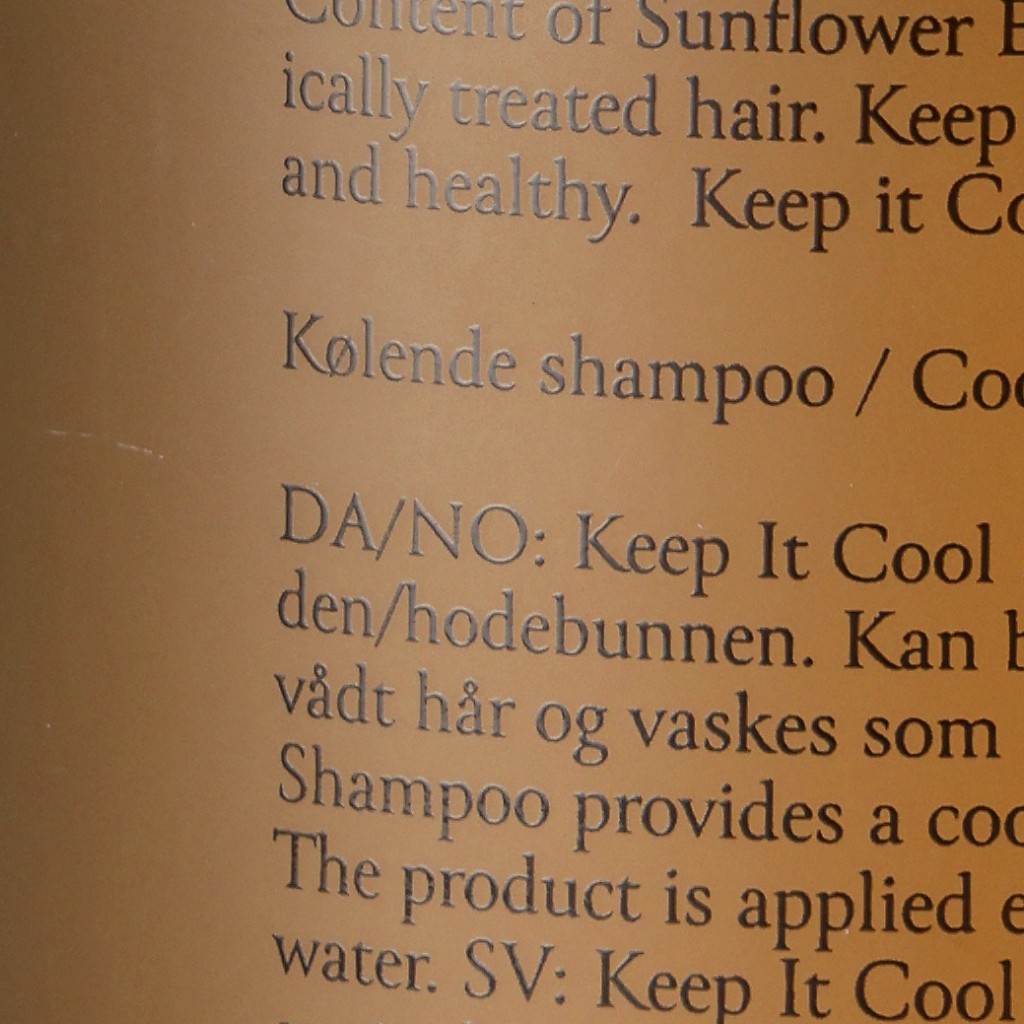 Content of Sunflower
ically treated hair. Keep
and healthy. Keep it
Kølende shampoo /
DA/NO: Keep It Cool
den/hodebunnen. Kan
vådt hår og vaskes som
Shampoo provides a
The product is applied
water. SV: Keep It Cool